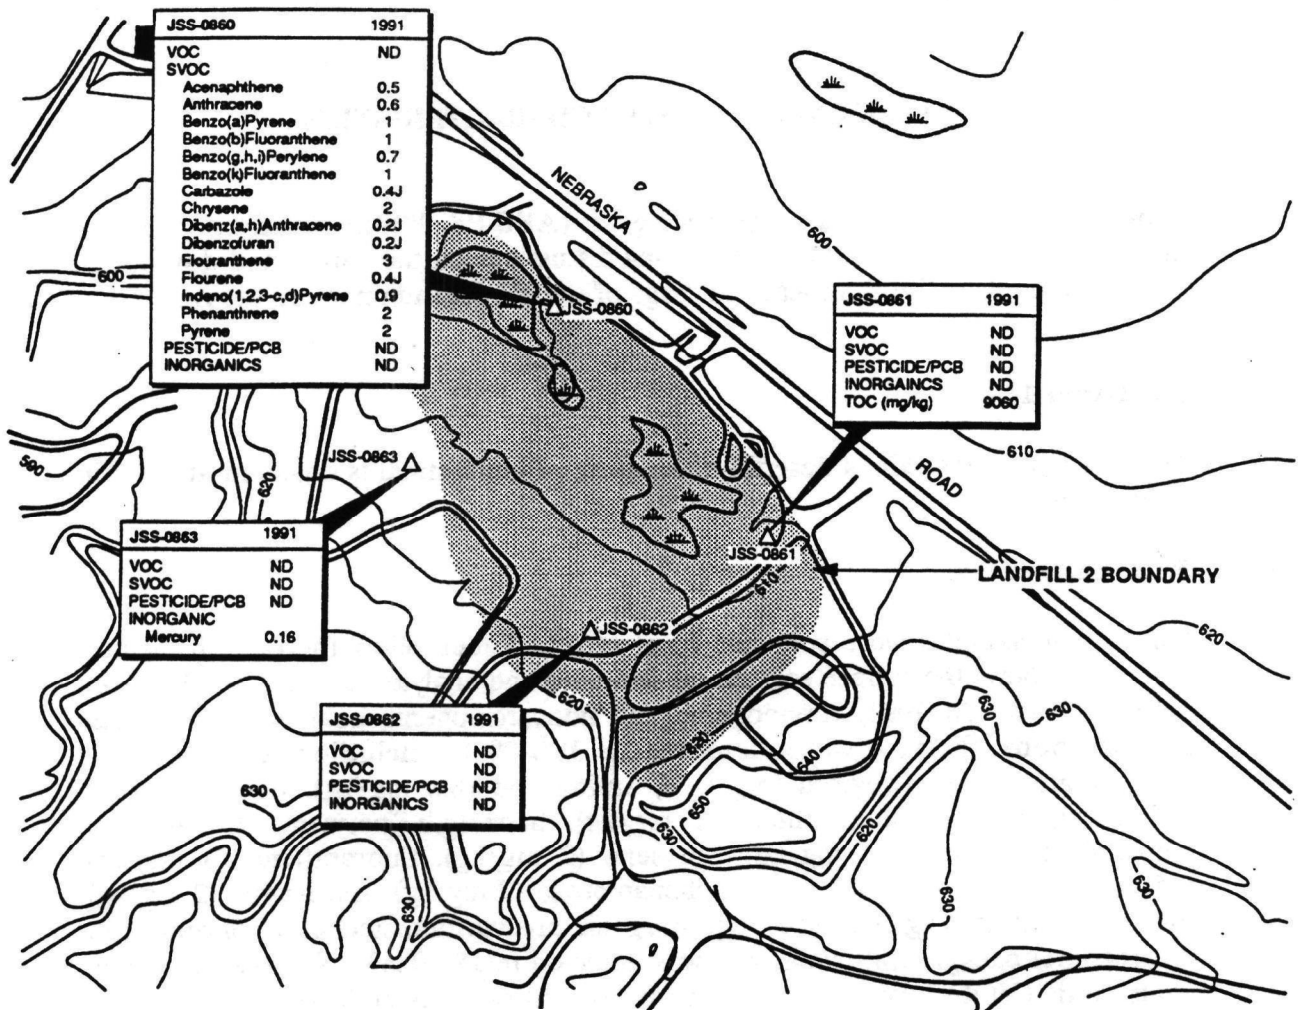 JSS-0860 1991
VOC ND
SVOC
Acenaphthene 0.5
Anthracene 0.6
Benzo(a)Pyrene 1
Benzo(b)Fluoranthene 1
Benzo(g,h,i)Perylene 0.7
Benzo(k)Fluoranthene 1
Carbazole 0.4J
Chrysene 2
Dibenz(a,h)Anthracene 0.2J
Dibenzofuran 0.2J
Flouranthene 3
Flourene 0.4J
Indeno(1,2,3-c,d)Pyrene 0.9
Phenanthrene 2
Pyrene 2
PESTICIDE/PCB ND
INORGANICS ND
NEBRASKA
600
600
JSS-0860
JSS-0861 1991
VOC ND
SVOC ND
PESTICIDE/PCB ND
INORGAINCS ND
TOC (mg/kg) 9060
610
ROAD
590
620
JSS-0863
JSS-0863 1991
VOC ND
SVOC ND
PESTICIDE/PCB ND
INORGANIC
Mercury 0.16
JSS-0861
610
LANDFILL 2 BOUNDARY
JSS-0862
620
620
JSS-0862 1991
VOC ND
SVOC ND
PESTICIDE/PCB ND
INORGANICS ND
630
620
640
630
630
650
630
620
630
630
630